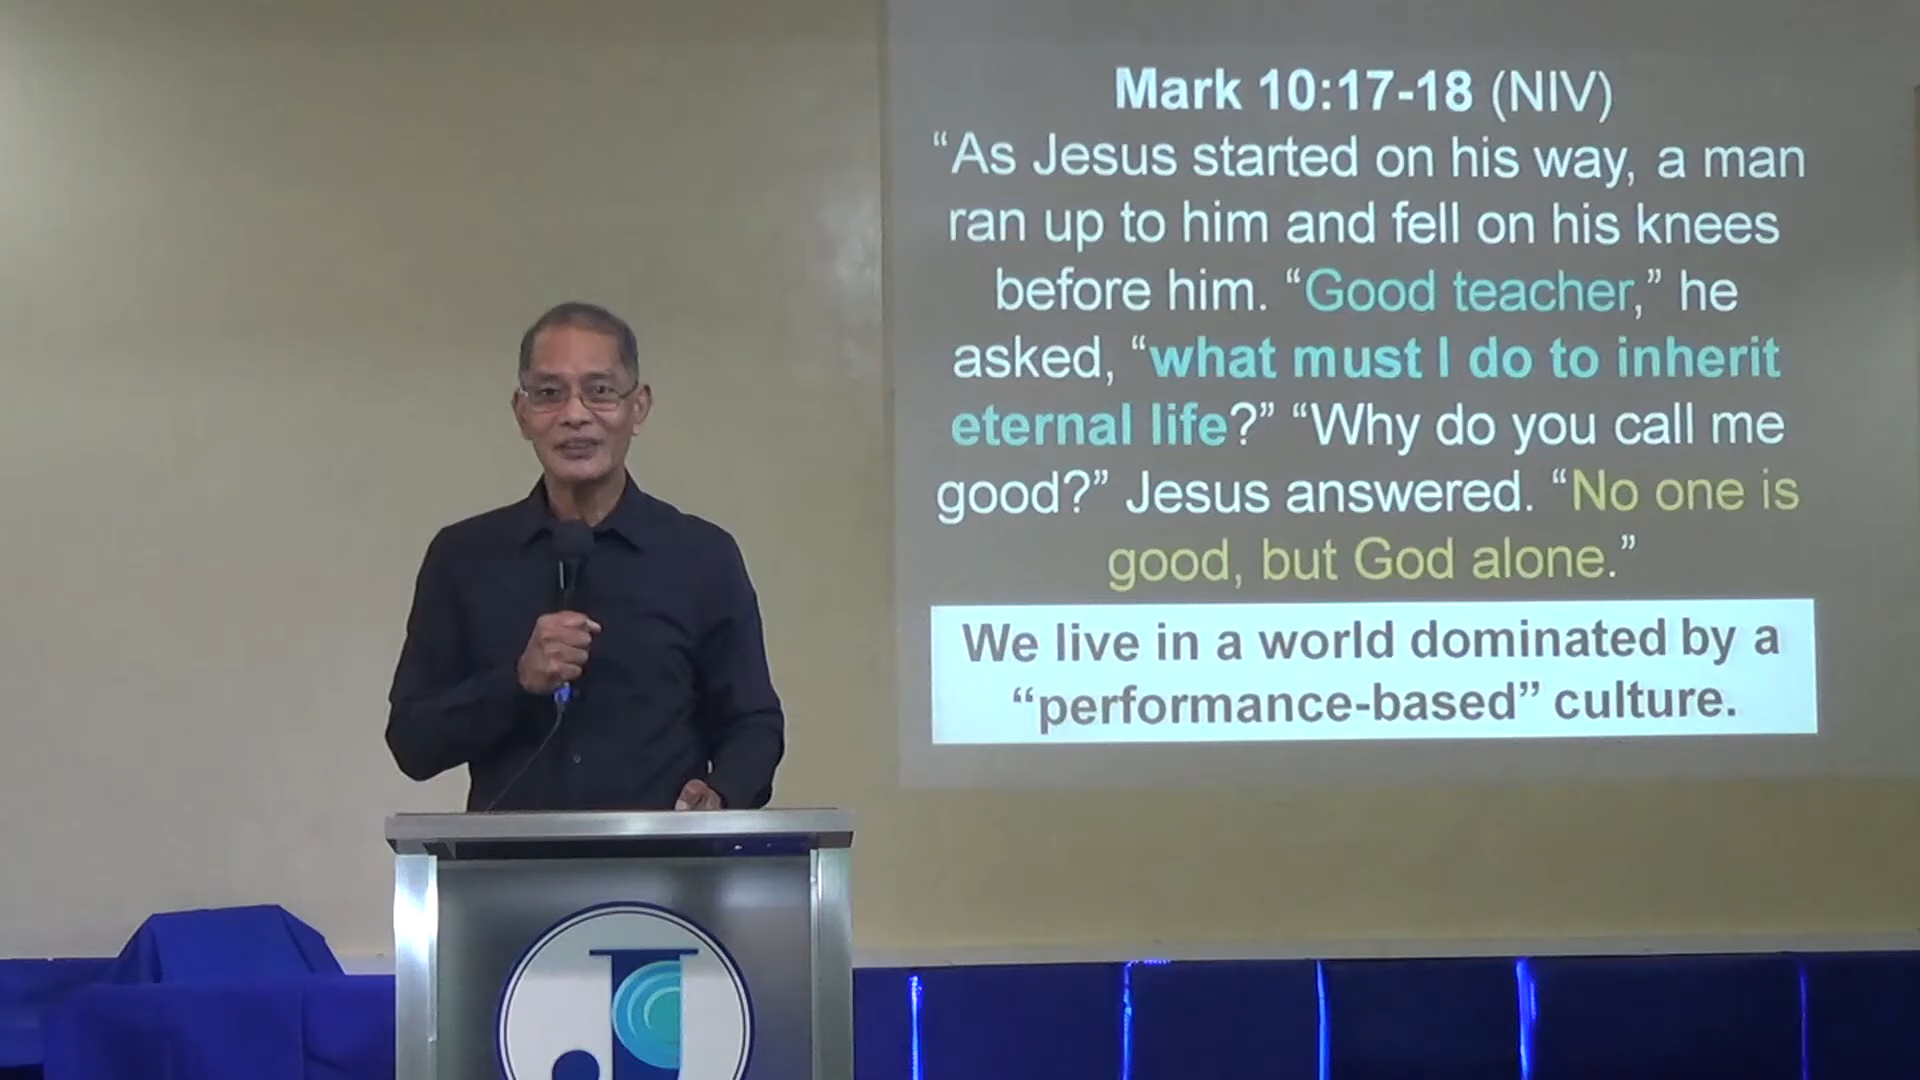 Mark 10:17-18 (NIV)
“As Jesus started on his way, a man
ran up to him and fell on his knees
before him. “Good teacher,” he
asked, “what must I do to inherit
eternal life?” “Why do you call me
good?” Jesus answered. “No one is
good, but God alone.”
We live in a world dominated by a
“performance-based” culture.
J